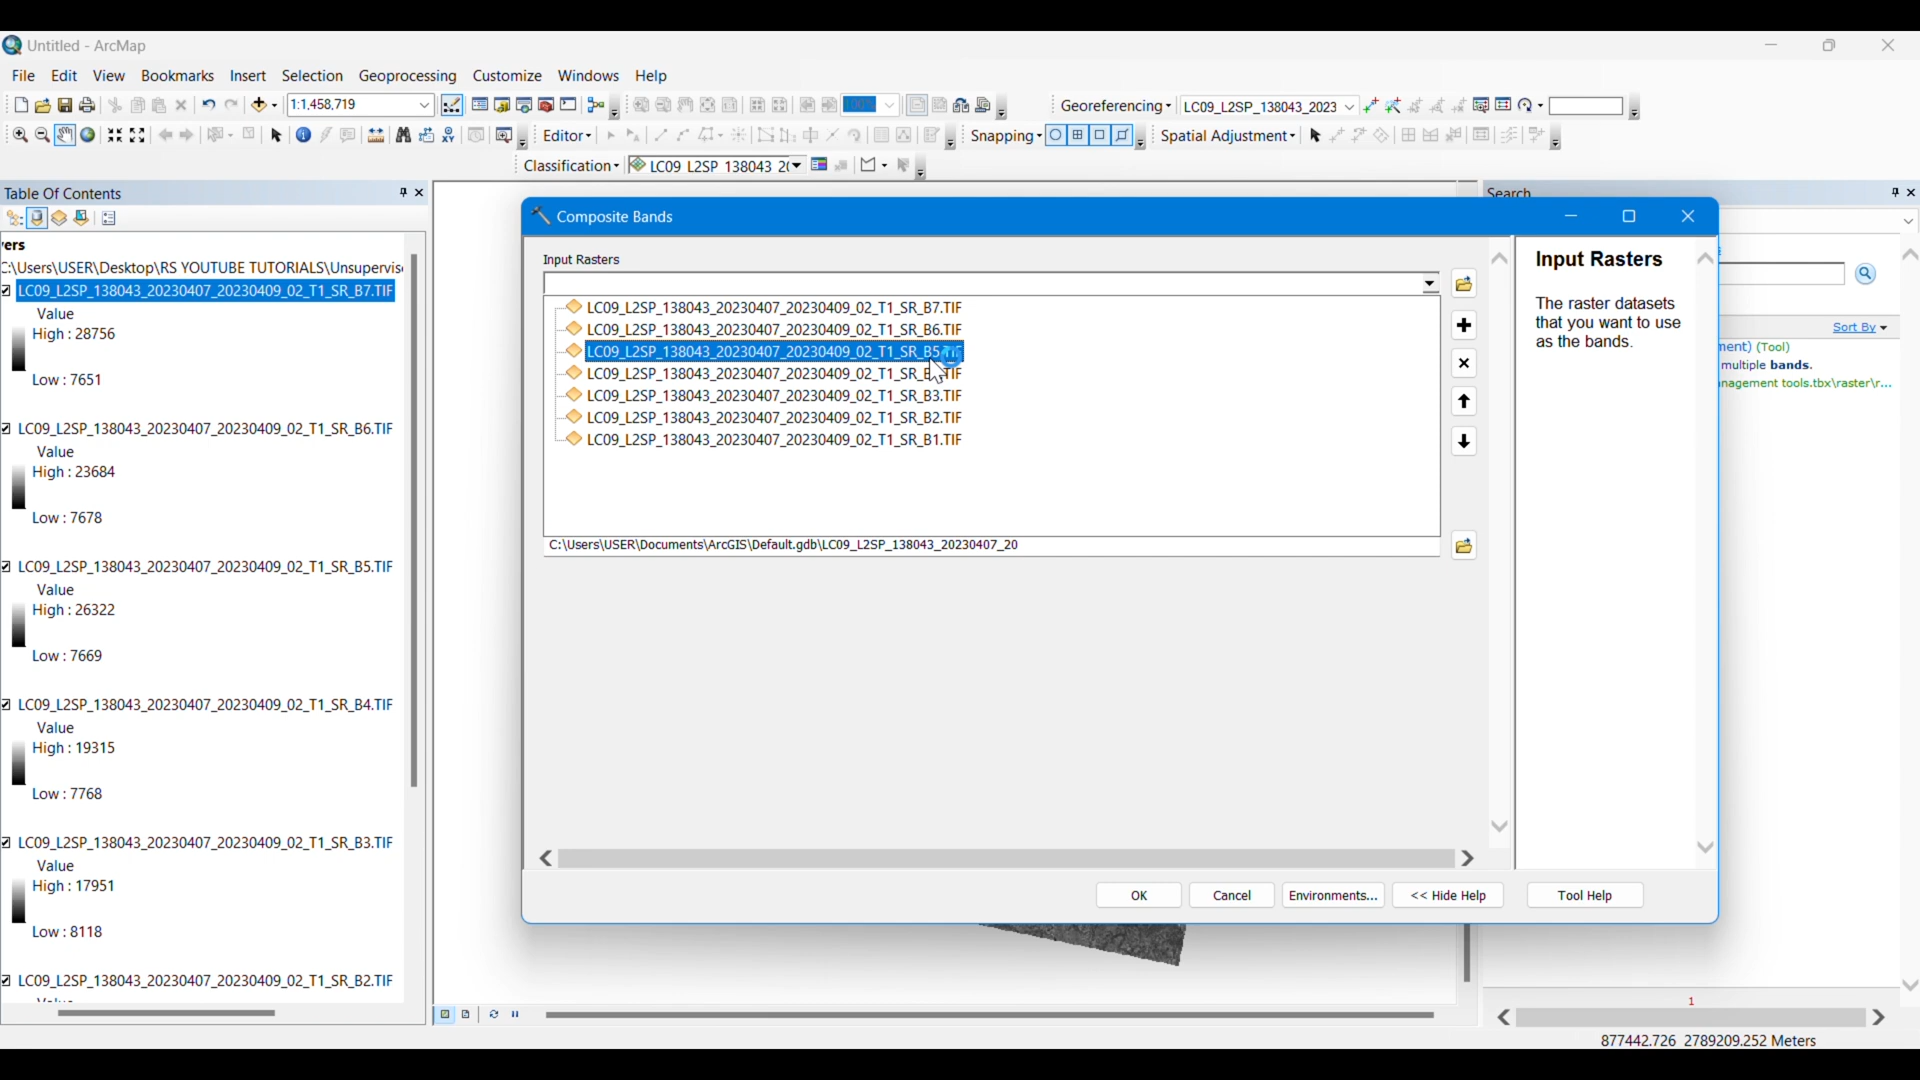 Untitled - ArcMap
File Edit View Bookmarks Insert Selection Geoprocessing Customize Windows Help
1:1,458,719 100% Georeferencing LC09_L2SP_138043_2023
Editor Snapping Spatial Adjustment
Classification LC09_L2SP_138043_2(
Table Of Contents
ers
C:\Users\USER\Desktop\RS YOUTUBE TUTORIALS\Unsupervis
LC09_L2SP_138043_20230407_20230409_02_T1_SR_B7.TIF
Value
High : 28756
Low : 7651
LC09_L2SP_138043_20230407_20230409_02_T1_SR_B6.TIF
Value
High : 23684
Low : 7678
LC09_L2SP_138043_20230407_20230409_02_T1_SR_B5.TIF
Value
High : 26322
Low : 7669
LC09_L2SP_138043_20230407_20230409_02_T1_SR_B4.TIF
Value
High : 19315
Low : 7768
LC09_L2SP_138043_20230407_20230409_02_T1_SR_B3.TIF
Value
High : 17951
Low : 8118
LC09_L2SP_138043_20230407_20230409_02_T1_SR_B2.TIF
Composite Bands
Input Rasters
LC09_L2SP_138043_20230407_20230409_02_T1_SR_B7.TIF
LC09_L2SP_138043_20230407_20230409_02_T1_SR_B6.TIF
LC09_L2SP_138043_20230407_20230409_02_T1_SR_B5.TIF
LC09_L2SP_138043_20230407_20230409_02_T1_SR_B TIF
LC09_L2SP_138043_20230407_20230409_02_T1_SR_B3.TIF
LC09_L2SP_138043_20230407_20230409_02_T1_SR_B2.TIF
LC09_L2SP_138043_20230407_20230409_02_T1_SR_B1.TIF
C:\Users\USER\Documents\ArcGIS\Default.gdb\LC09_L2SP_138043_20230407_20
OK Cancel Environments... << Hide Help Tool Help
Input Rasters
The raster datasets
that you want to use
as the bands.
Search
Sort By
ment) (Tool)
multiple bands.
nagement tools.tbx\raster\r...
1
877442.726 2789209.252 Meters